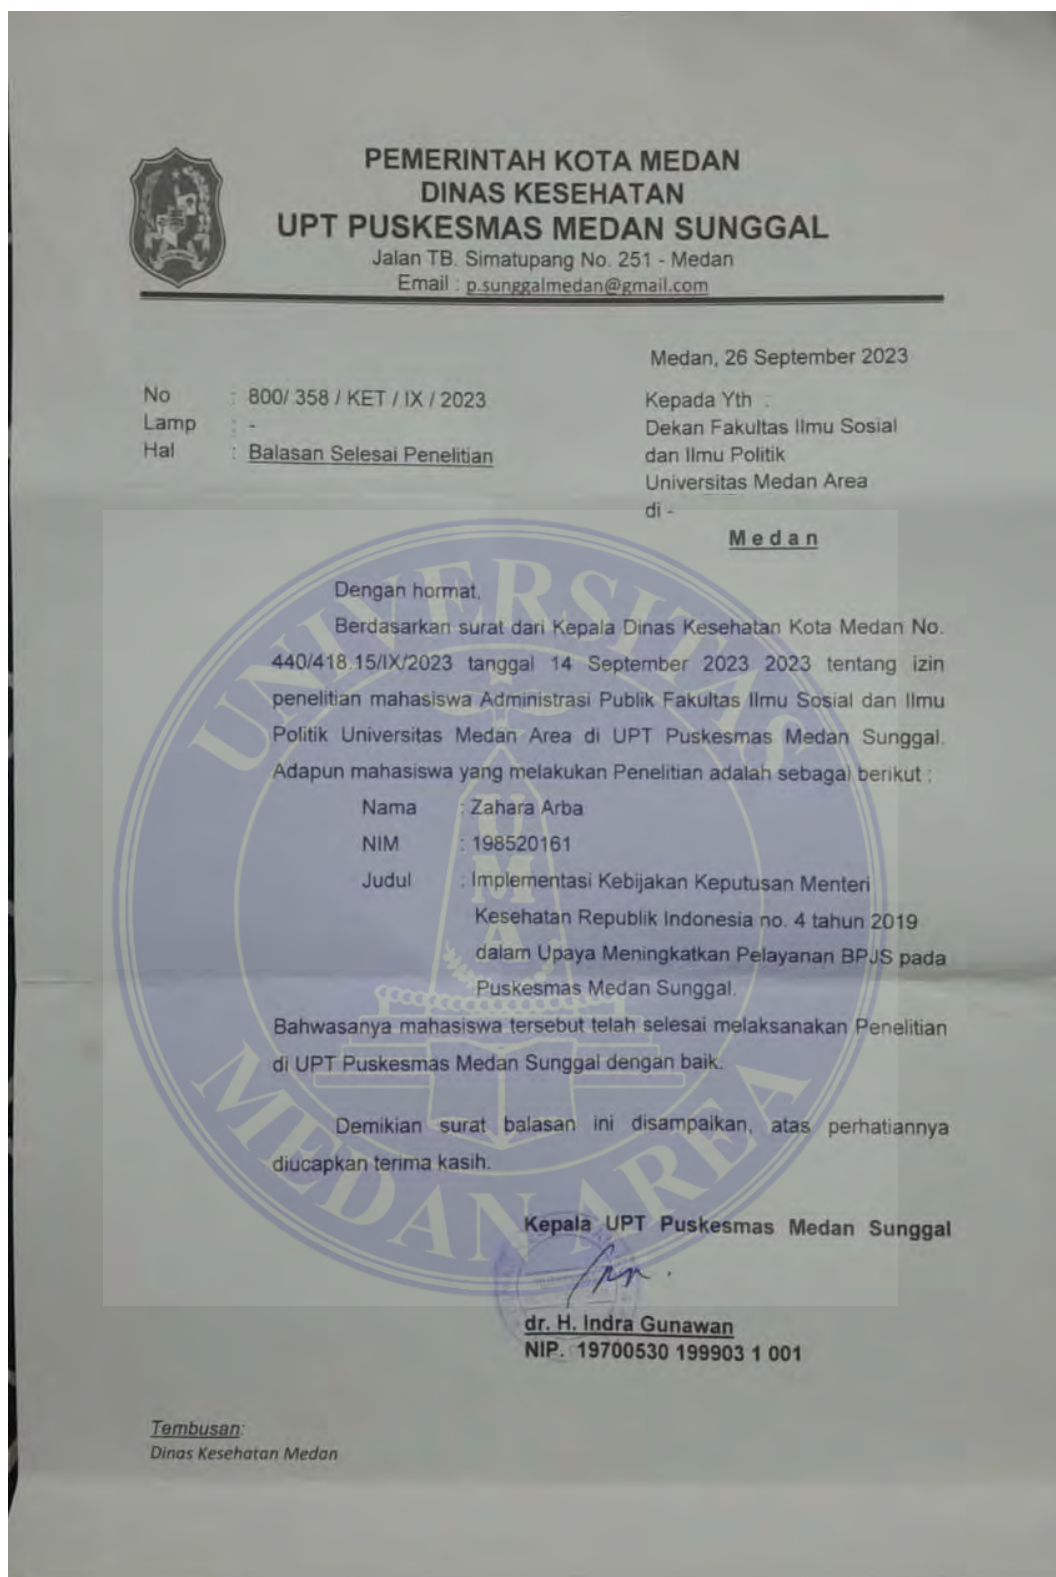 PEMERINTAH KOTA MEDAN
DINAS KESEHATAN
UPT PUSKESMAS MEDAN SUNGGAL
Jalan TB. Simatupang No. 251 - Medan
Email : p.sunggalmedan@gmail.com
Medan, 26 September 2023
No : 800/ 358 / KET / IX / 2023
Lamp : -
Hal : Balasan Selesai Penelitian
Kepada Yth :
Dekan Fakultas Ilmu Sosial
dan Ilmu Politik
Universitas Medan Area
di -
Medan
Dengan hormat,
Berdasarkan surat dari Kepala Dinas Kesehatan Kota Medan No.
440/418.15/IX/2023 tanggal 14 September 2023 2023 tentang izin
penelitian mahasiswa Administrasi Publik Fakultas Ilmu Sosial dan Ilmu
Politik Universitas Medan Area di UPT Puskesmas Medan Sunggal.
Adapun mahasiswa yang melakukan Penelitian adalah sebagai berikut :
Nama : Zahara Arba
NIM : 198520161
Judul : Implementasi Kebijakan Keputusan Menteri
Kesehatan Republik Indonesia no. 4 tahun 2019
dalam Upaya Meningkatkan Pelayanan BPJS pada
Puskesmas Medan Sunggal.
Bahwasanya mahasiswa tersebut telah selesai melaksanakan Penelitian
di UPT Puskesmas Medan Sunggal dengan baik.
Demikian surat balasan ini disampaikan, atas perhatiannya
diucapkan terima kasih.
Kepala UPT Puskesmas Medan Sunggal
dr. H. Indra Gunawan
NIP. 19700530 199903 1 001
Tembusan:
Dinas Kesehatan Medan
UNIVERSITAS
UMA
MEDAN AREA